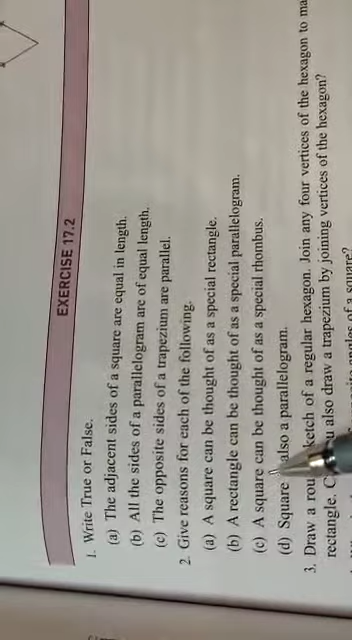 EXERCISE 17.2
1. Write True or False.
(a) The adjacent sides of a square are equal in length.
(b) All the sides of a parallelogram are of equal length.
(c) The opposite sides of a trapezium are parallel.
2. Give reasons for each of the following.
(a) A square can be thought of as a special rectangle.
(b) A rectangle can be thought of as a special parallelogram.
(c) A square can be thought of as a special rhombus.
(d) Square also a parallelogram.
3. Draw a rou ketch of a regular hexagon. Join any four vertices of the hexagon to ma
rectangle. C u also draw a trapezium by joining vertices of the hexagon?
angles of a square?